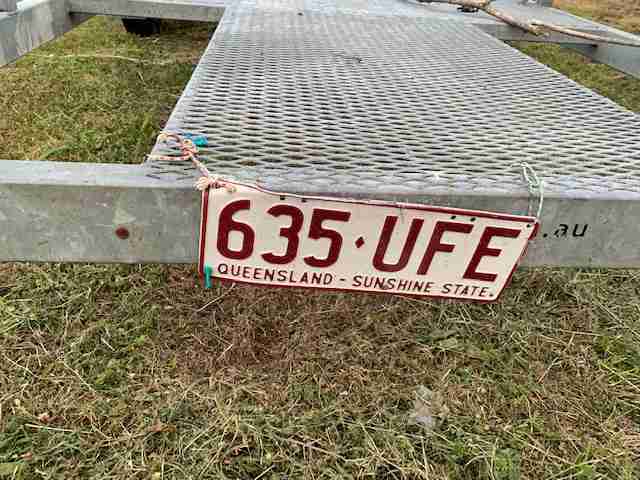 635·UFE
QUEENSLAND - SUNSHINE STATE
.au